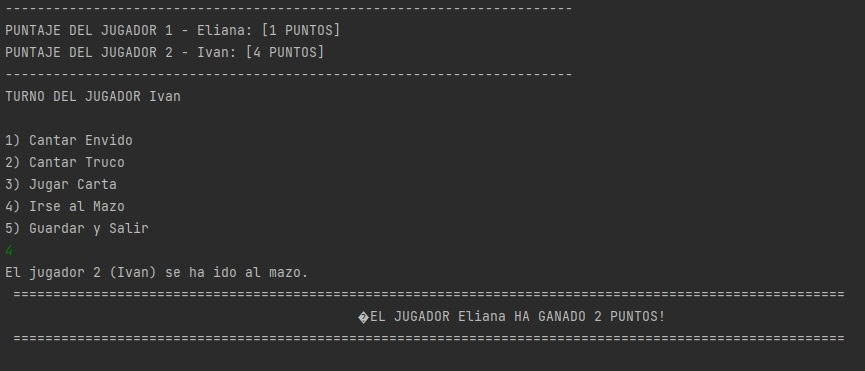 -----------------------------------------------------------------------
PUNTAJE DEL JUGADOR 1 - Eliana: [1 PUNTOS]
PUNTAJE DEL JUGADOR 2 - Ivan: [4 PUNTOS]
-----------------------------------------------------------------------
TURNO DEL JUGADOR Ivan
1) Cantar Envido
2) Cantar Truco
3) Jugar Carta
4) Irse al Mazo
5) Guardar y Salir
4
El jugador 2 (Ivan) se ha ido al mazo.
========================================================================================================
�EL JUGADOR Eliana HA GANADO 2 PUNTOS!
========================================================================================================